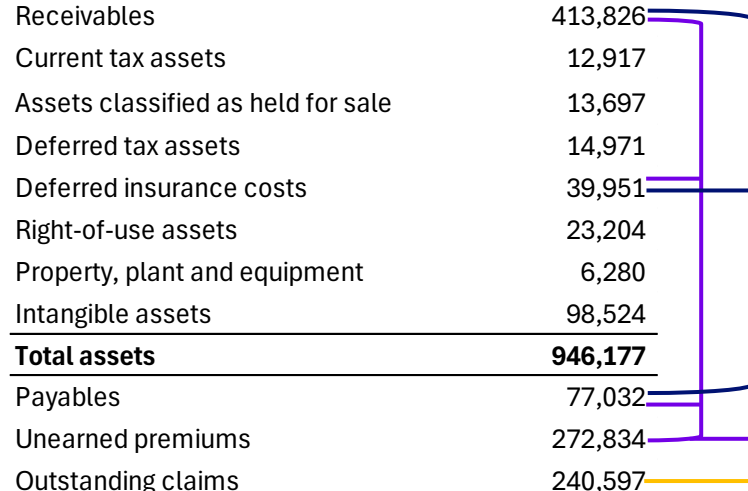 Receivables 413,826
Current tax assets 12,917
Assets classified as held for sale 13,697
Deferred tax assets 14,971
Deferred insurance costs 39,951
Right-of-use assets 23,204
Property, plant and equipment 6,280
Intangible assets 98,524
Total assets 946,177
Payables 77,032
Unearned premiums 272,834
Outstanding claims 240,597